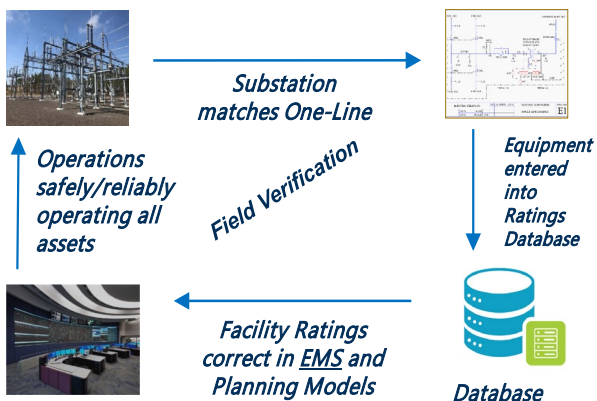 Substation
matches One-Line
E1
Operations
safely/reliably
operating all
assets
Field Verification
Equipment
entered
into
Ratings
Database
Facility Ratings
correct in EMS and
Planning Models
Database